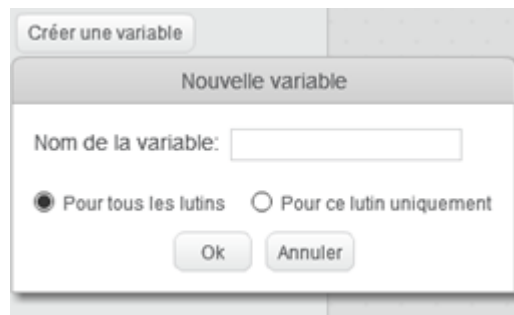 Créer une variable
Nouvelle variable
Nom de la variable:
Pour tous les lutins Pour ce lutin uniquement
Ok Annuler